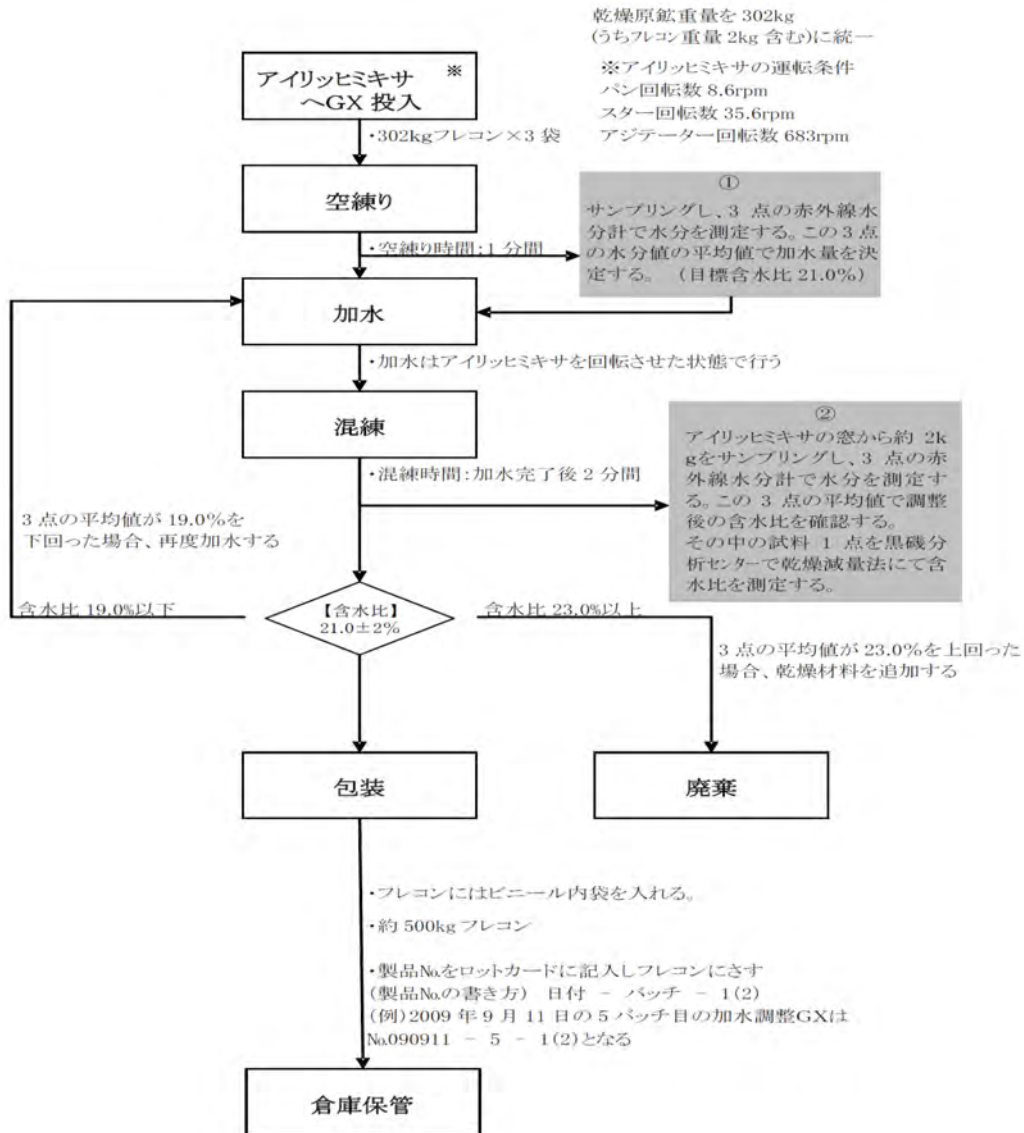 乾燥原鉱重量を 302kg
(うちフレコン重量 2kg 含む)に統一
※アイリッヒミキサの運転条件
パン回転数 8.6rpm
スター回転数 35.6rpm
アジテーター回転数 683rpm
アイリッヒミキサ ※
へGX 投入
・302kgフレコン×3 袋
空練り
・空練り時間:1 分間
①
サンプリングし、3 点の赤外線水
分計で水分を測定する。この3点
の水分値の平均値で加水量を決
定する。 (目標含水比 21.0%)
加水
・加水はアイリッヒミキサを回転させた状態で行う
混練
・混練時間:加水完了後 2 分間
②
アイリッヒミキサの窓から約 2k
gをサンプリングし、3 点の赤
外線水分計で水分を測定す
る。この 3 点の平均値で調整
後の含水比を確認する。
その中の試料 1 点を黒磯分
析センターで乾燥減量法にて含
水比を測定する。
3 点の平均値が 19.0%を
下回った場合、再度加水する
含水比 19.0%以下
【含水比】
21.0±2%
含水比 23.0%以上
3 点の平均値が 23.0%を上回った
場合、乾燥材料を追加する
包装
廃棄
・フレコンにはビニール内袋を入れる。
・約 500kg フレコン
・製品No.をロットカードに記入しフレコンにさす
(製品No.の書き方) 日付 － バッチ － 1(2)
(例)2009 年 9 月 11 日の 5 バッチ目の加水調整GXは
No.090911 － 5 － 1(2)となる
倉庫保管